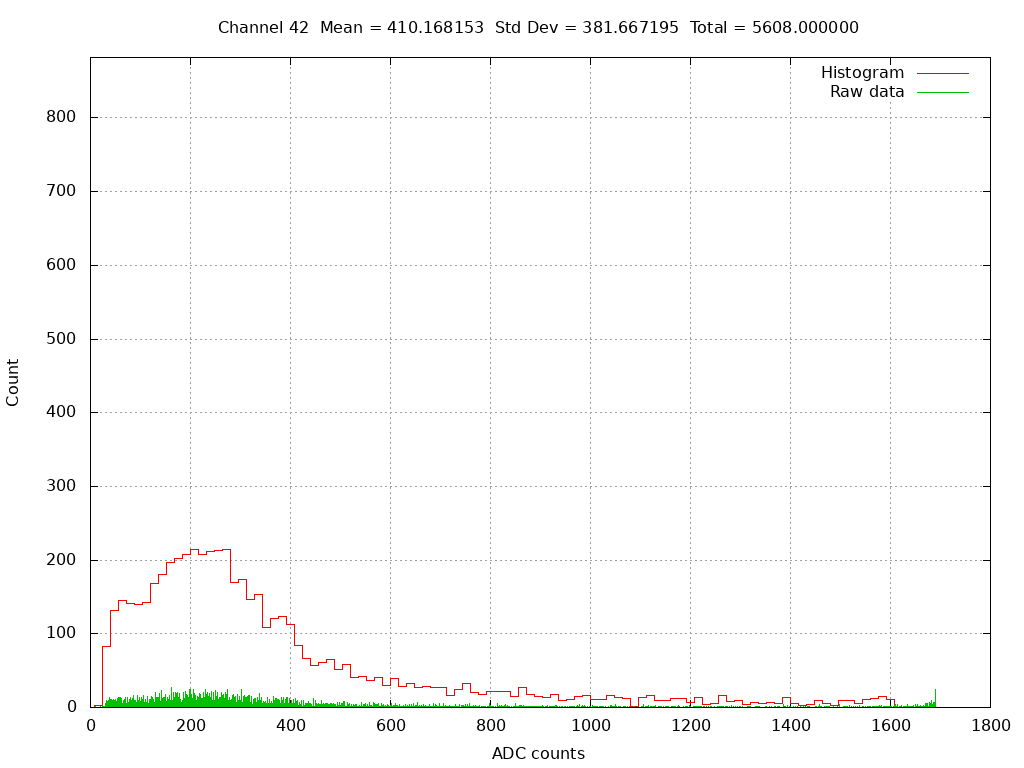 Channel 42  Mean = 410.168153  Std Dev = 381.667195  Total = 5608.000000
Histogram
Raw data
800
700
600
500
400
300
200
100
0
Count
0 200 400 600 800 1000 1200 1400 1600 1800
ADC counts